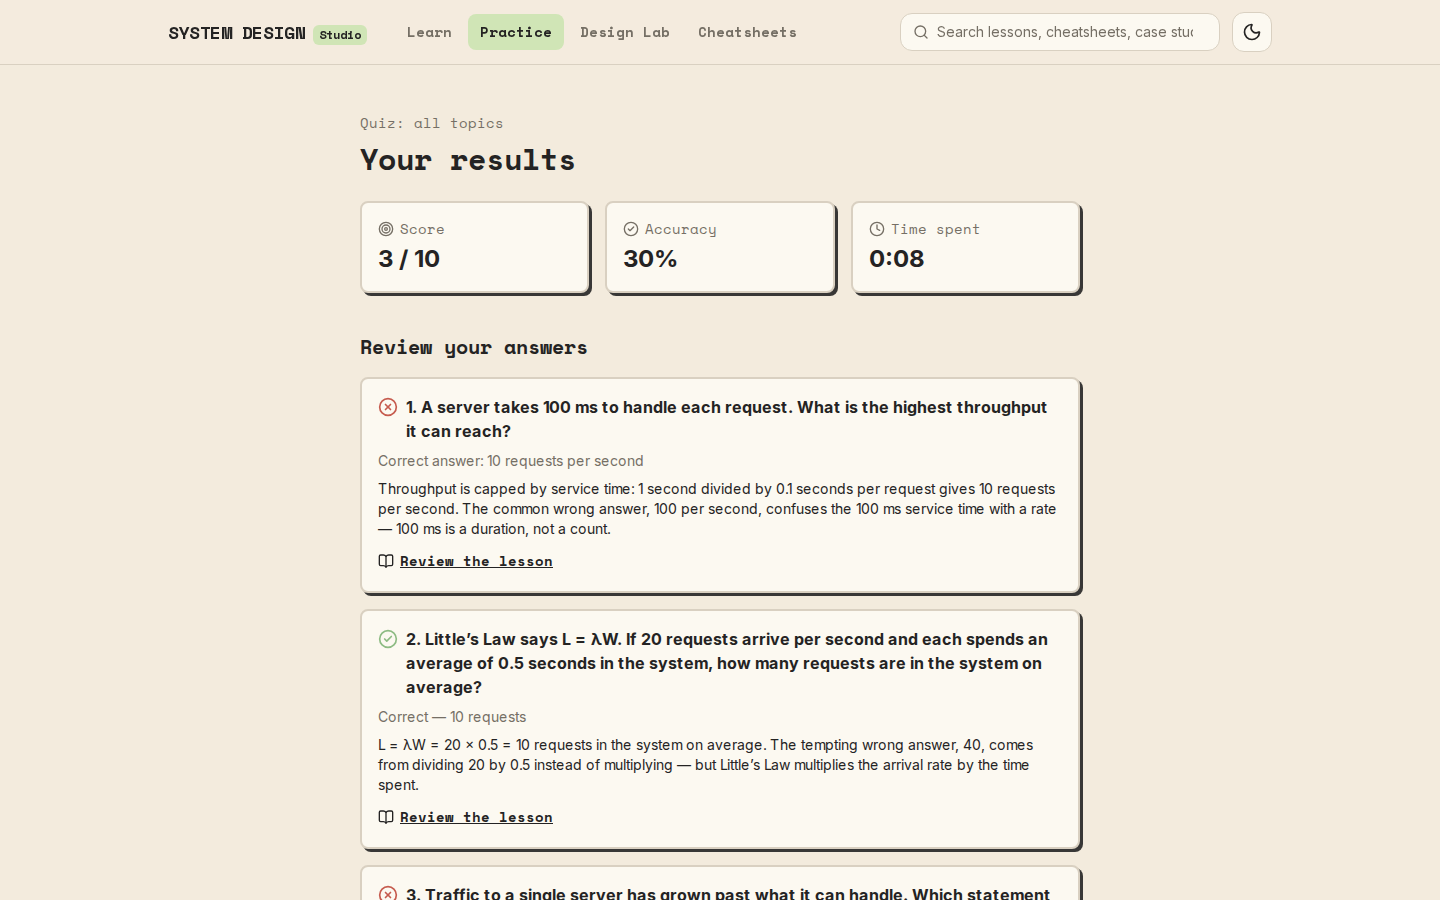 SYSTEM DESIGN Studio Learn Practice Design Lab Cheatsheets Search lessons, cheatsheets, case stu
Quiz: all topics
Your results
Score Accuracy Time spent
3 / 10 30% 0:08
Review your answers
1. A server takes 100 ms to handle each request. What is the highest throughput
it can reach?
Correct answer: 10 requests per second
Throughput is capped by service time: 1 second divided by 0.1 seconds per request gives 10 requests
per second. The common wrong answer, 100 per second, confuses the 100 ms service time with a rate
— 100 ms is a duration, not a count.
Review the lesson
2. Little’s Law says L = λW. If 20 requests arrive per second and each spends an
average of 0.5 seconds in the system, how many requests are in the system on
average?
Correct — 10 requests
L = λW = 20 × 0.5 = 10 requests in the system on average. The tempting wrong answer, 40, comes
from dividing 20 by 0.5 instead of multiplying — but Little’s Law multiplies the arrival rate by the time
spent.
Review the lesson
3. Traffic to a single server has grown past what it can handle. Which statement